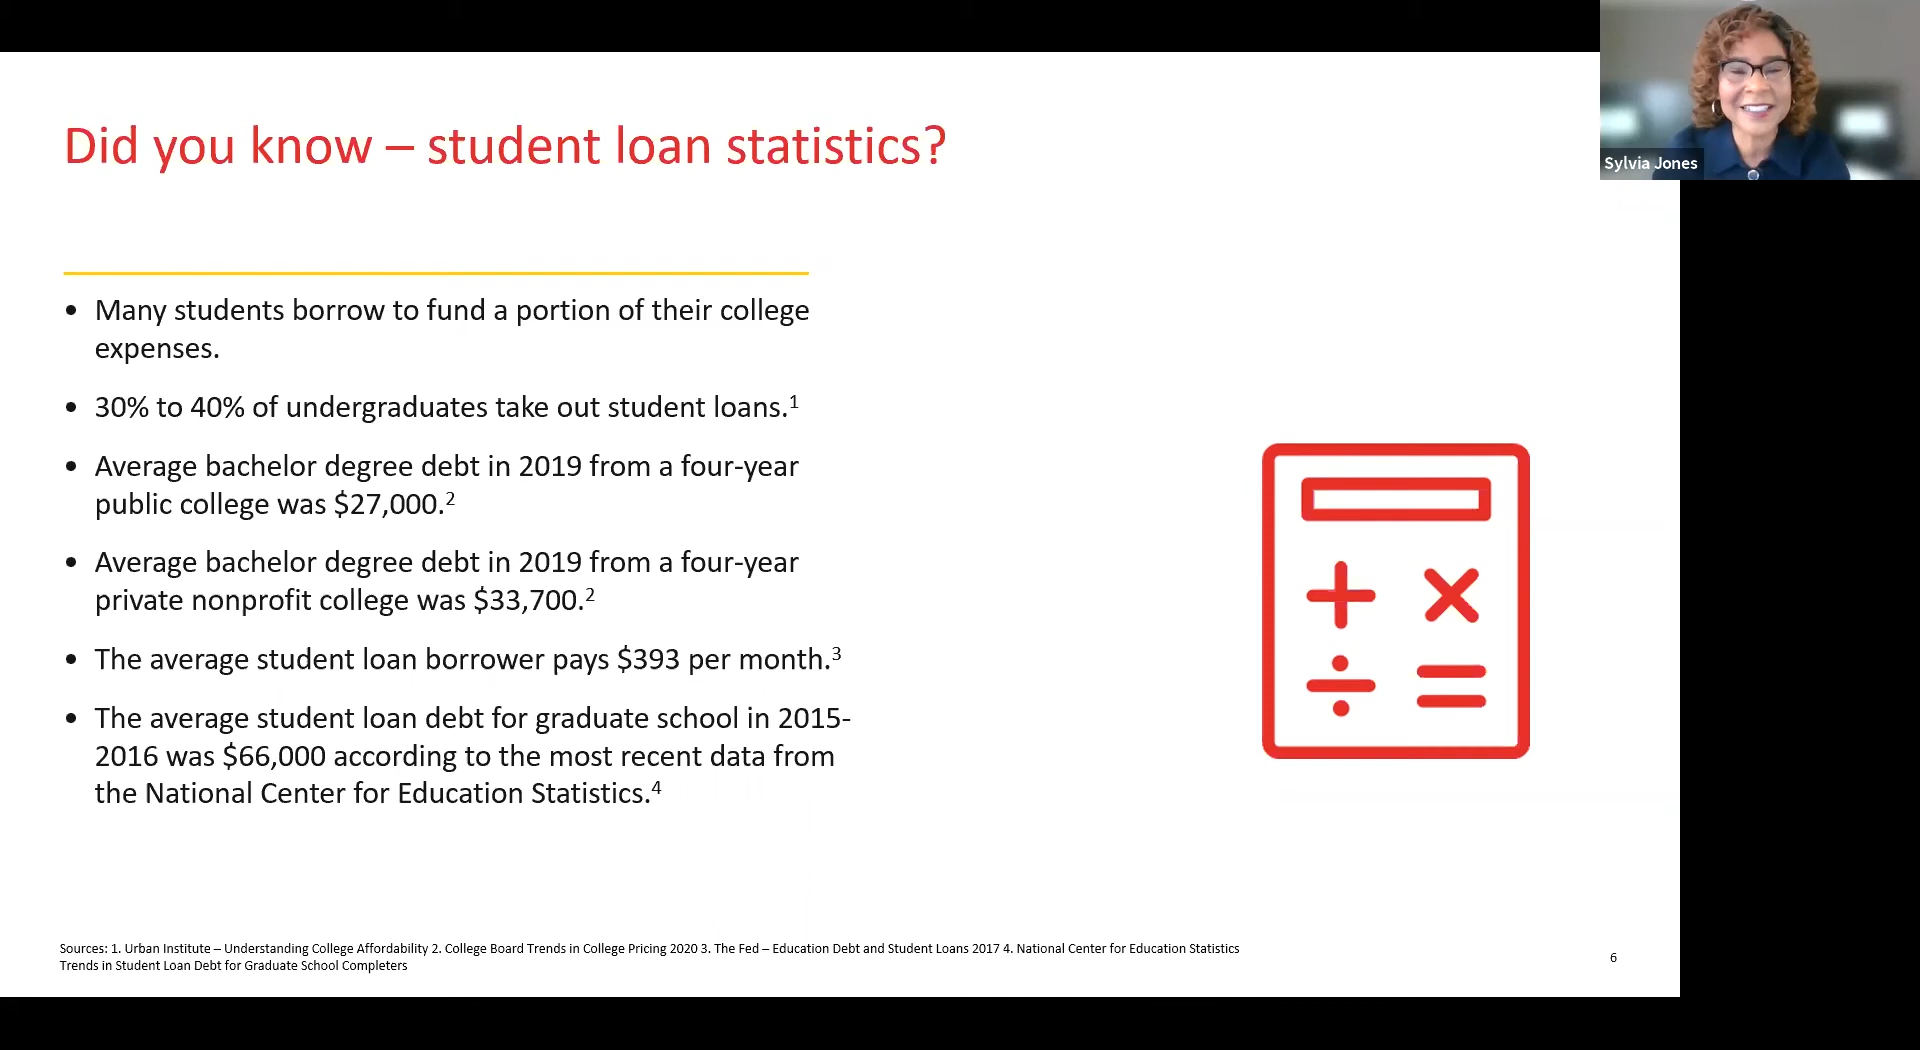 Did you know – student loan statistics?
Sylvia Jones
• Many students borrow to fund a portion of their college
expenses.
• 30% to 40% of undergraduates take out student loans.1
• Average bachelor degree debt in 2019 from a four-year
public college was $27,000.2
• Average bachelor degree debt in 2019 from a four-year
private nonprofit college was $33,700.2
• The average student loan borrower pays $393 per month.3
• The average student loan debt for graduate school in 2015-
2016 was $66,000 according to the most recent data from
the National Center for Education Statistics.4
Sources: 1. Urban Institute – Understanding College Affordability 2. College Board Trends in College Pricing 2020 3. The Fed – Education Debt and Student Loans 2017 4. National Center for Education Statistics
Trends in Student Loan Debt for Graduate School Completers
6